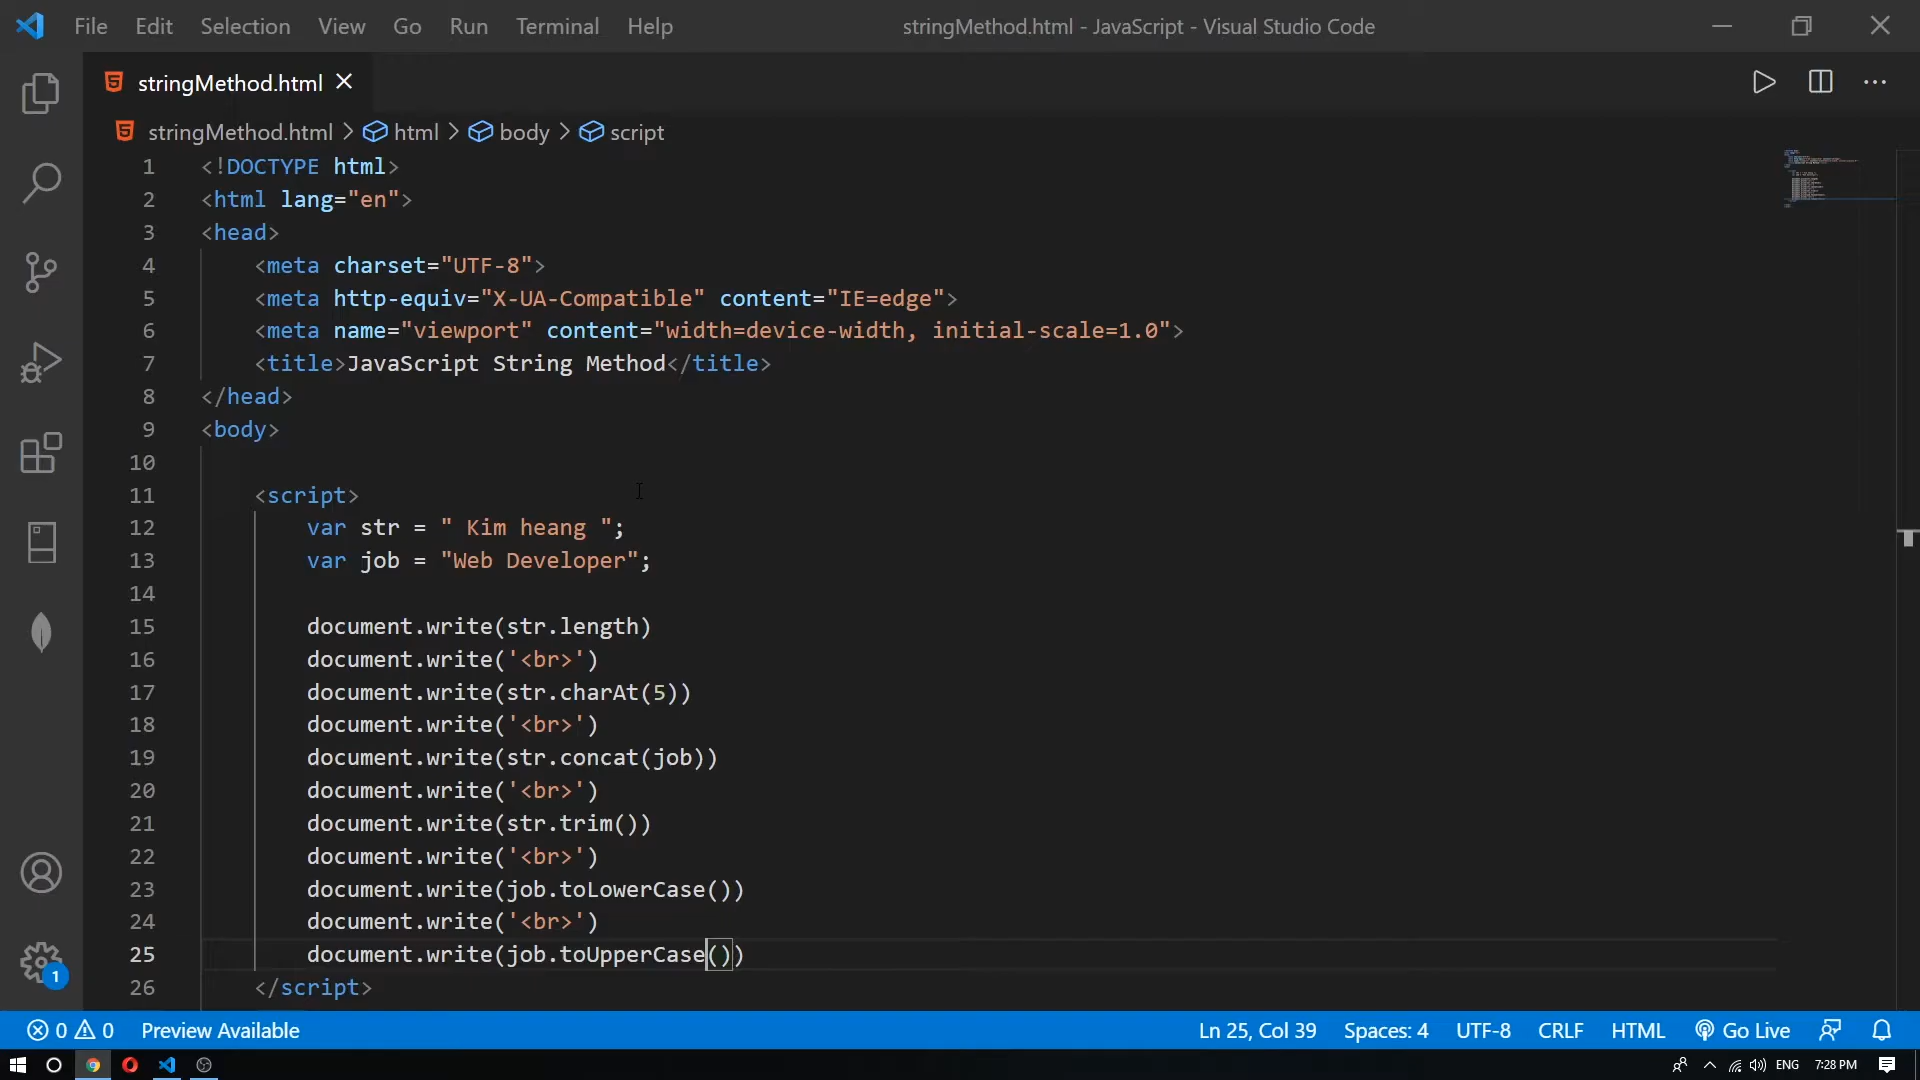 File Edit Selection View Go Run Terminal Help stringMethod.html - JavaScript - Visual Studio Code
stringMethod.html
stringMethod.html > html > body > script
1 <!DOCTYPE html>
2 <html lang="en">
3 <head>
4 <meta charset="UTF-8">
5 <meta http-equiv="X-UA-Compatible" content="IE=edge">
6 <meta name="viewport" content="width=device-width, initial-scale=1.0">
7 <title>JavaScript String Method</title>
8 </head>
9 <body>
10
11 <script>
12 var str = " Kim heang ";
13 var job = "Web Developer";
14
15 document.write(str.length)
16 document.write('<br>')
17 document.write(str.charAt(5))
18 document.write('<br>')
19 document.write(str.concat(job))
20 document.write('<br>')
21 document.write(str.trim())
22 document.write('<br>')
23 document.write(job.toLowerCase())
24 document.write('<br>')
25 document.write(job.toUpperCase())
26 </script>
1
0 0 Preview Available Ln 25, Col 39 Spaces: 4 UTF-8 CRLF HTML Go Live
ENG 7:28 PM